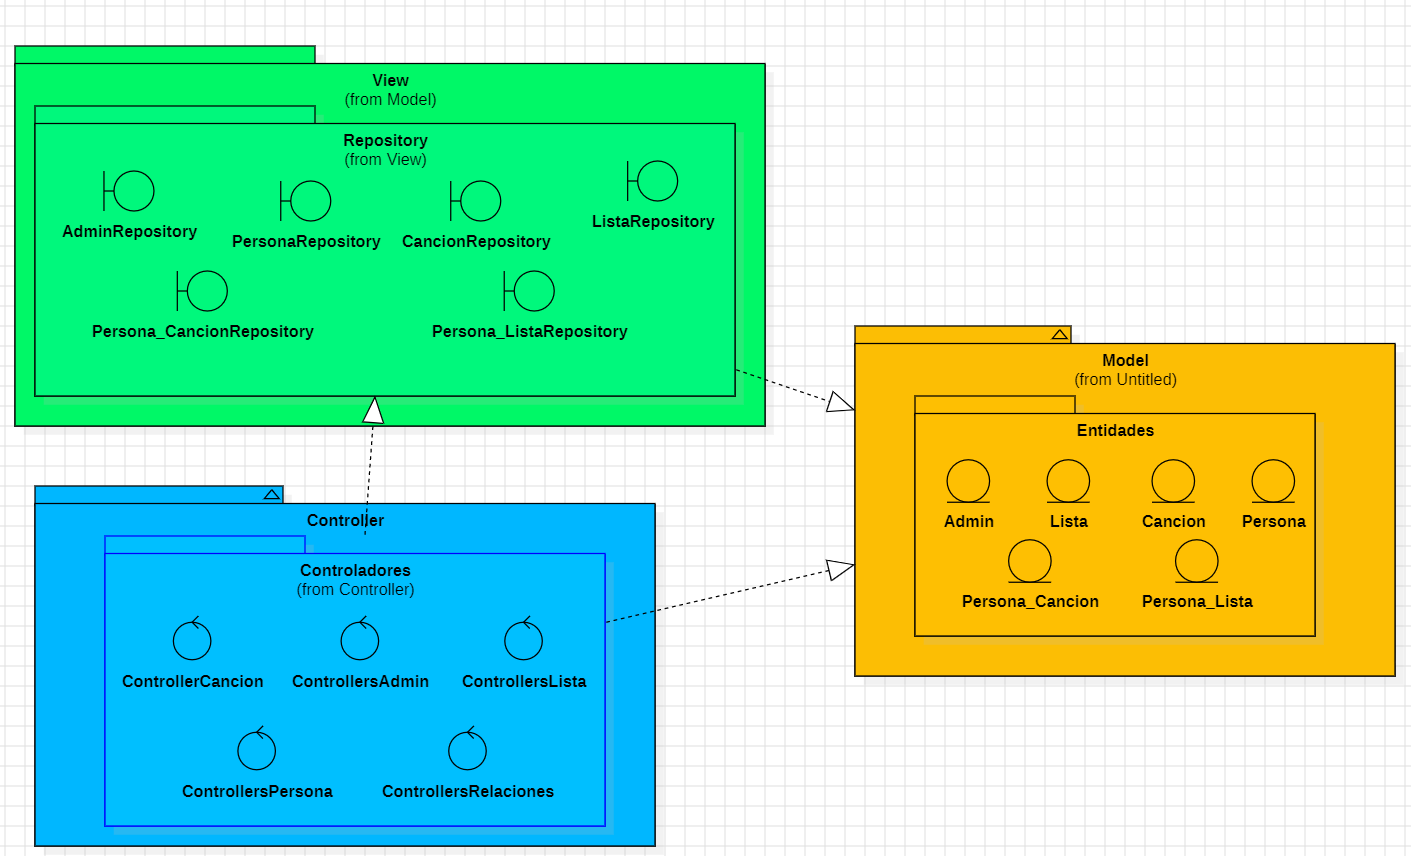 View
(from Model)
Repository
(from View)
AdminRepository
PersonaRepository
CancionRepository
ListaRepository
Persona_CancionRepository
Persona_ListaRepository
Model
(from Untitled)
Entidades
Admin
Lista
Cancion
Persona
Persona_Cancion
Persona_Lista
Controller
Controladores
(from Controller)
ControllerCancion
ControllersAdmin
ControllersLista
ControllersPersona
ControllersRelaciones